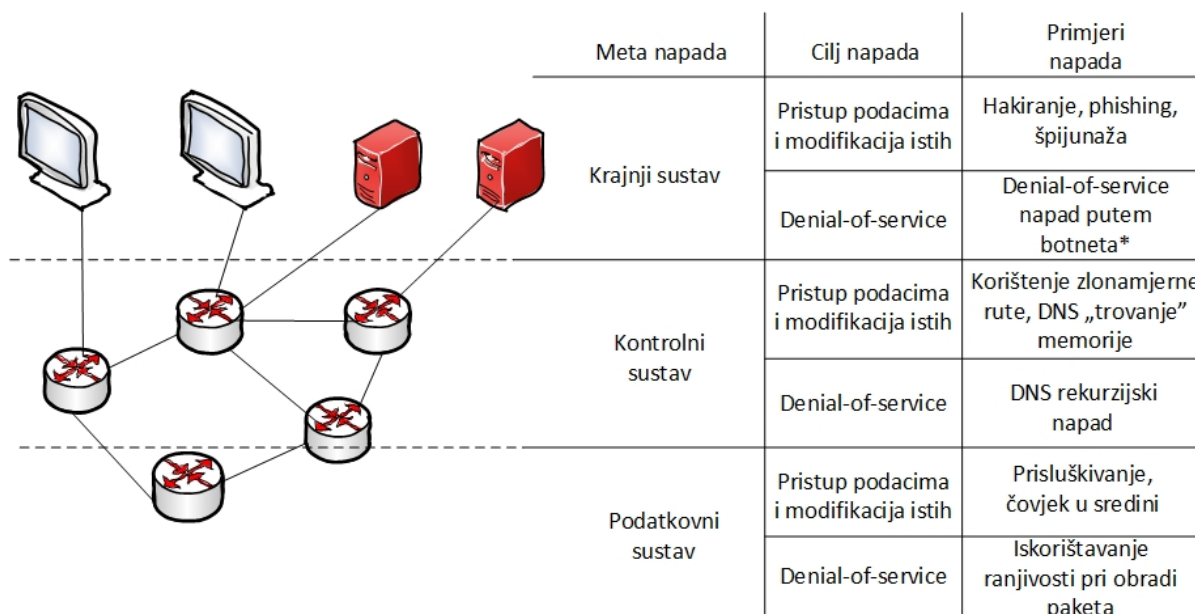 Meta napada
Cilj napada
Primjeri
napada
Krajnji sustav
Pristup podacima
i modifikacija istih
Hakiranje, phishing,
špijunaža
Denial-of-service
Denial-of-service
napad putem
botneta*
Kontrolni
sustav
Pristup podacima
i modifikacija istih
Korištenje zlonamjerne
rute, DNS „trovanje”
memorije
Denial-of-service
DNS rekurzijski
napad
Podatkovni
sustav
Pristup podacima
i modifikacija istih
Prisluškivanje,
čovjek u sredini
Denial-of-service
Iskorištavanje
ranjivosti pri obradi
paketa